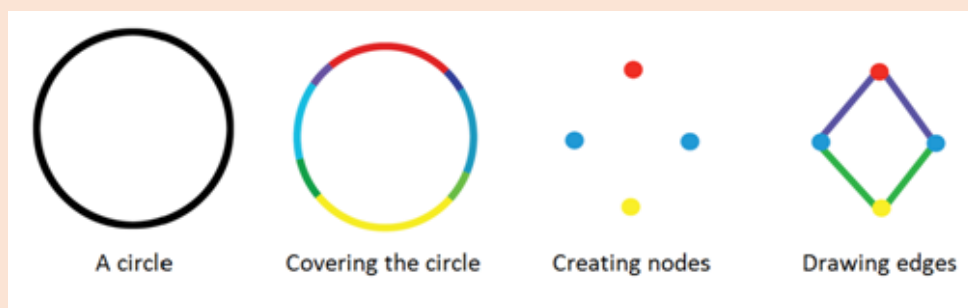 A circle
Covering the circle
Creating nodes
Drawing edges